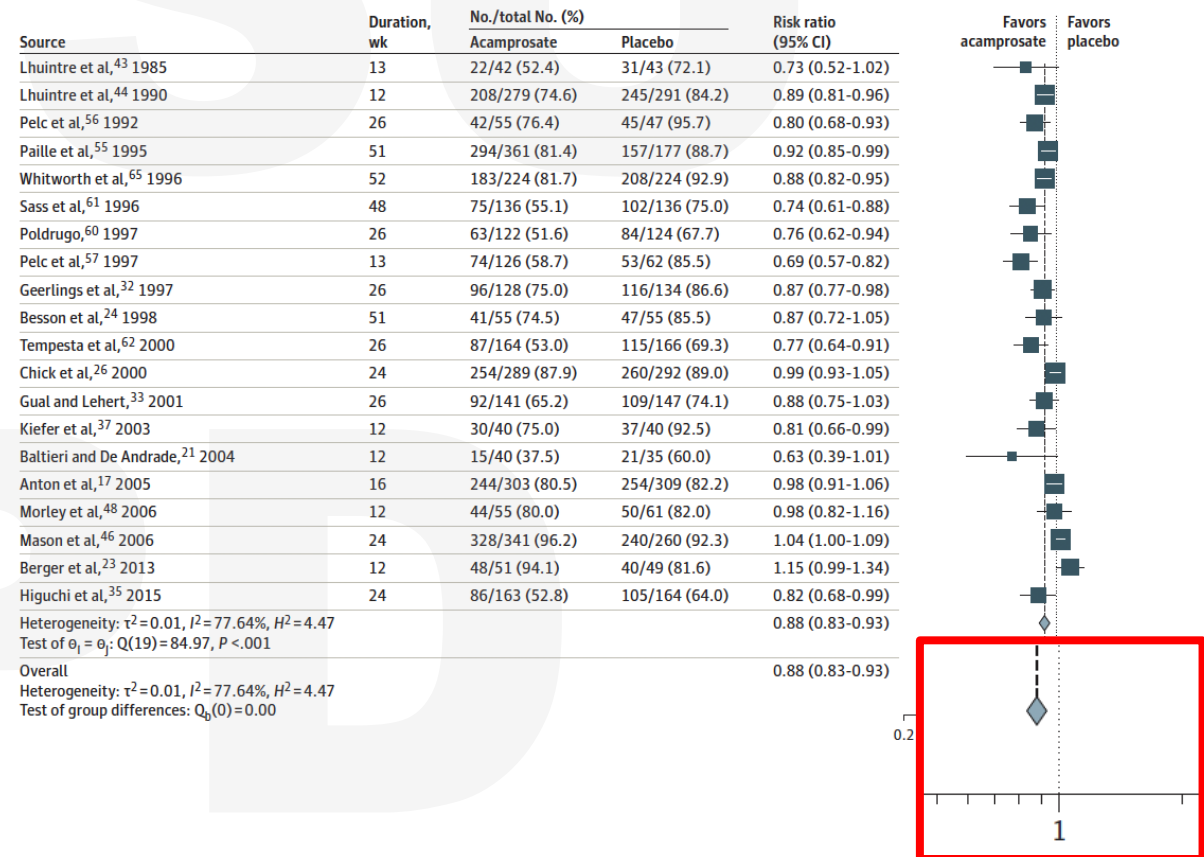 Duration, No./total No. (%) Risk ratio Favors Favors
Source wk Acamprosate Placebo (95% CI) acamprosate placebo
Lhuintre et al,43 1985 13 22/42 (52.4) 31/43 (72.1) 0.73 (0.52-1.02)
Lhuintre et al,44 1990 12 208/279 (74.6) 245/291 (84.2) 0.89 (0.81-0.96)
Pelc et al,56 1992 26 42/55 (76.4) 45/47 (95.7) 0.80 (0.68-0.93)
Paille et al,55 1995 51 294/361 (81.4) 157/177 (88.7) 0.92 (0.85-0.99)
Whitworth et al,65 1996 52 183/224 (81.7) 208/224 (92.9) 0.88 (0.82-0.95)
Sass et al,61 1996 48 75/136 (55.1) 102/136 (75.0) 0.74 (0.61-0.88)
Poldrugo,60 1997 26 63/122 (51.6) 84/124 (67.7) 0.76 (0.62-0.94)
Pelc et al,57 1997 13 74/126 (58.7) 53/62 (85.5) 0.69 (0.57-0.82)
Geerlings et al,32 1997 26 96/128 (75.0) 116/134 (86.6) 0.87 (0.77-0.98)
Besson et al,24 1998 51 41/55 (74.5) 47/55 (85.5) 0.87 (0.72-1.05)
Tempesta et al,62 2000 26 87/164 (53.0) 115/166 (69.3) 0.77 (0.64-0.91)
Chick et al,26 2000 24 254/289 (87.9) 260/292 (89.0) 0.99 (0.93-1.05)
Gual and Lehert,33 2001 26 92/141 (65.2) 109/147 (74.1) 0.88 (0.75-1.03)
Kiefer et al,37 2003 12 30/40 (75.0) 37/40 (92.5) 0.81 (0.66-0.99)
Baltieri and De Andrade,21 2004 12 15/40 (37.5) 21/35 (60.0) 0.63 (0.39-1.01)
Anton et al,17 2005 16 244/303 (80.5) 254/309 (82.2) 0.98 (0.91-1.06)
Morley et al,48 2006 12 44/55 (80.0) 50/61 (82.0) 0.98 (0.82-1.16)
Mason et al,46 2006 24 328/341 (96.2) 240/260 (92.3) 1.04 (1.00-1.09)
Berger et al,23 2013 12 48/51 (94.1) 40/49 (81.6) 1.15 (0.99-1.34)
Higuchi et al,35 2015 24 86/163 (52.8) 105/164 (64.0) 0.82 (0.68-0.99)
Heterogeneity: τ2=0.01, I2=77.64%, H2=4.47 0.88 (0.83-0.93)
Test of θI=θJ: Q(19)=84.97, P<.001
Overall 0.88 (0.83-0.93)
Heterogeneity: τ2=0.01, I2=77.64%, H2=4.47
Test of group differences: Qb(0)=0.00
0.2
1